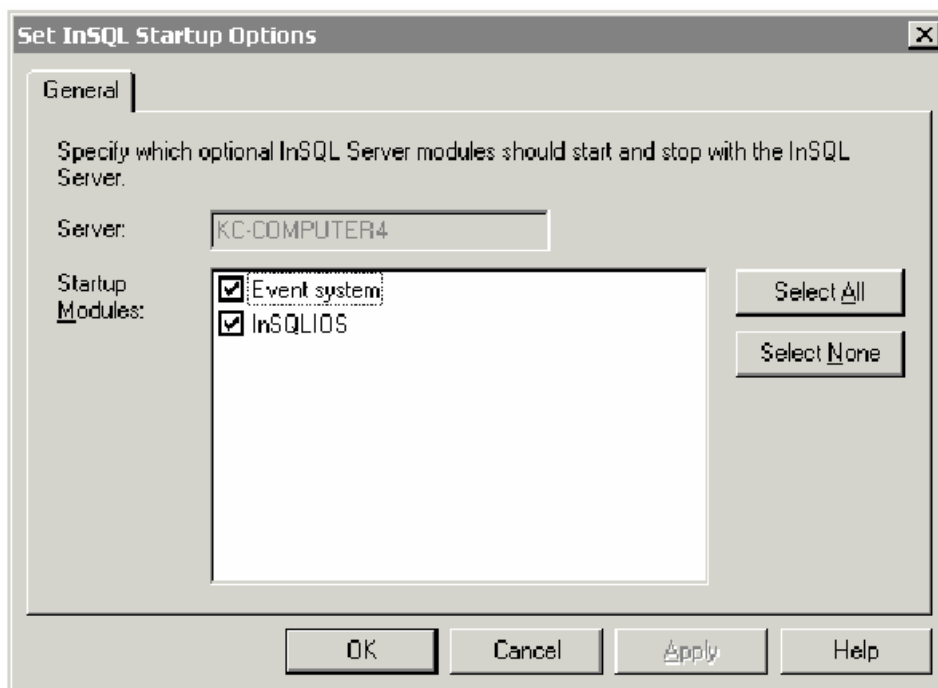 Set InSQL Startup Options
General
Specify which optional InSQL Server modules should start and stop with the InSQL
Server.
Server:
KC-COMPUTER4
Startup
Modules:
Event system
InSQLIOS
Select All
Select None
OK
Cancel
Apply
Help